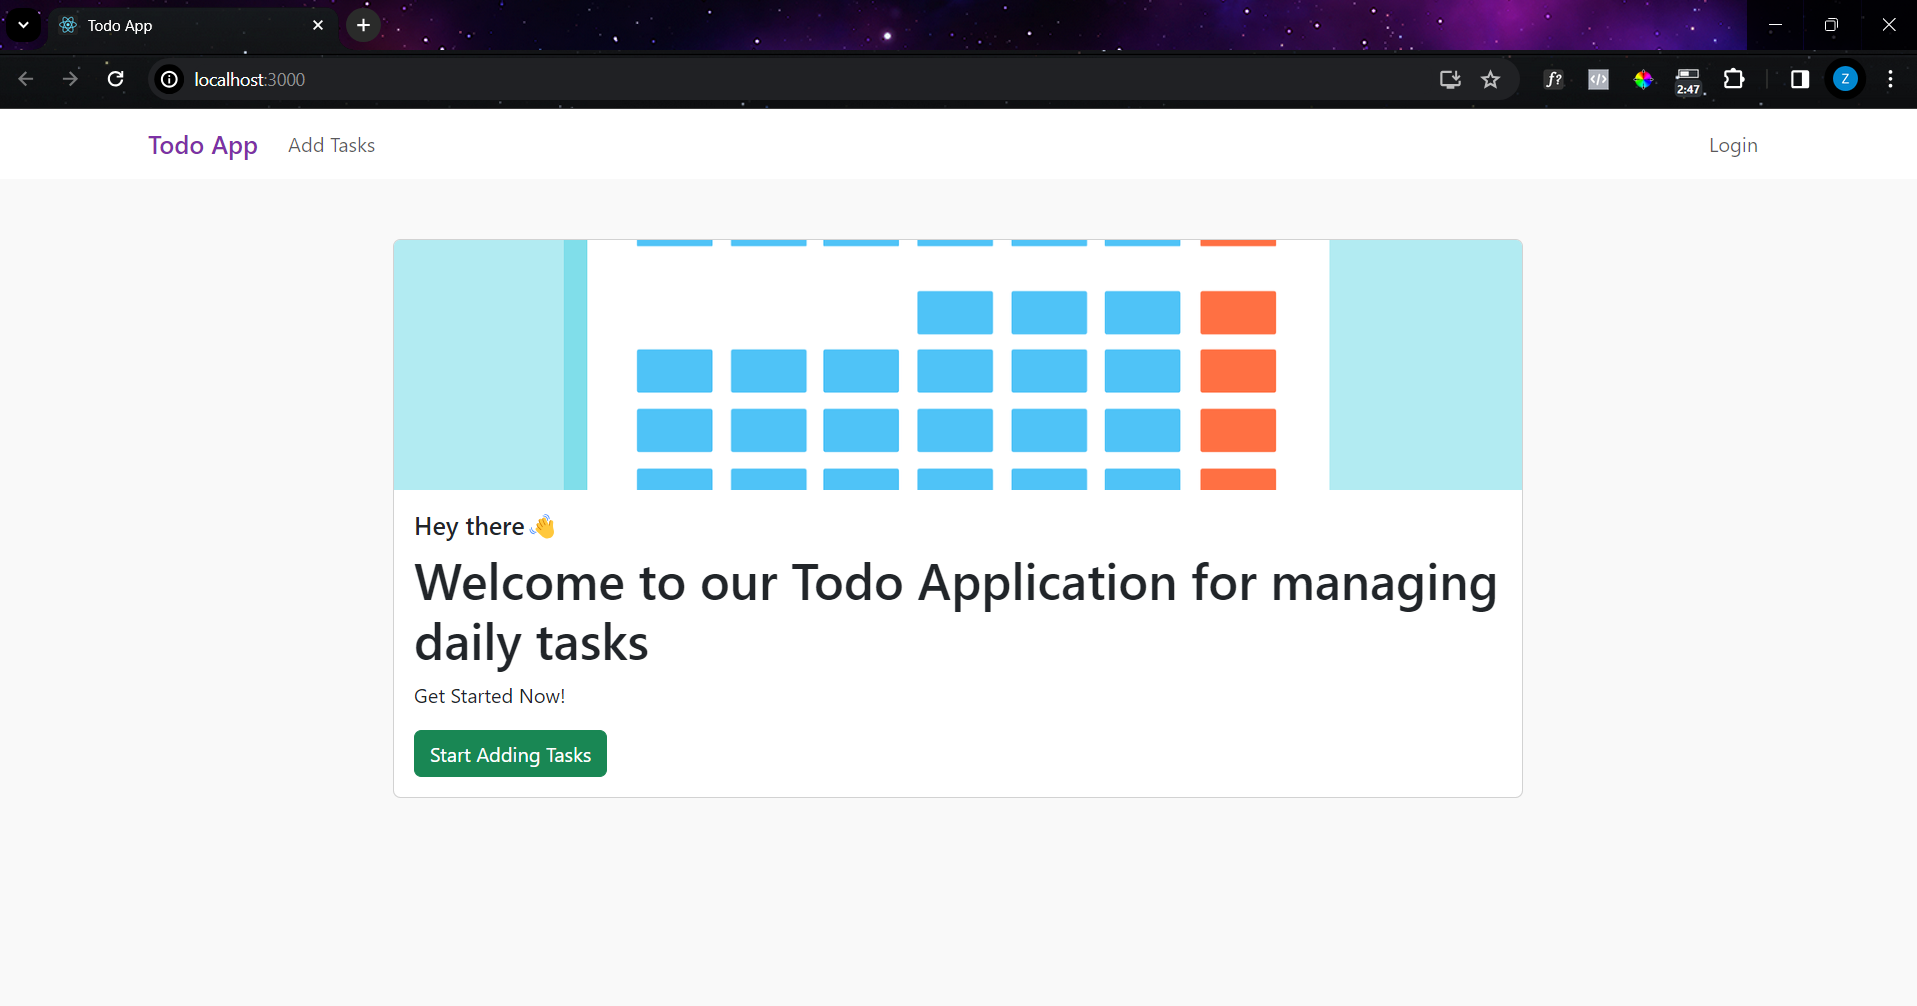 Todo App
localhost:3000
f?
</>
2:47
Z
Todo App
Add Tasks
Login
Hey there👋
Welcome to our Todo Application for managing
daily tasks
Get Started Now!
Start Adding Tasks